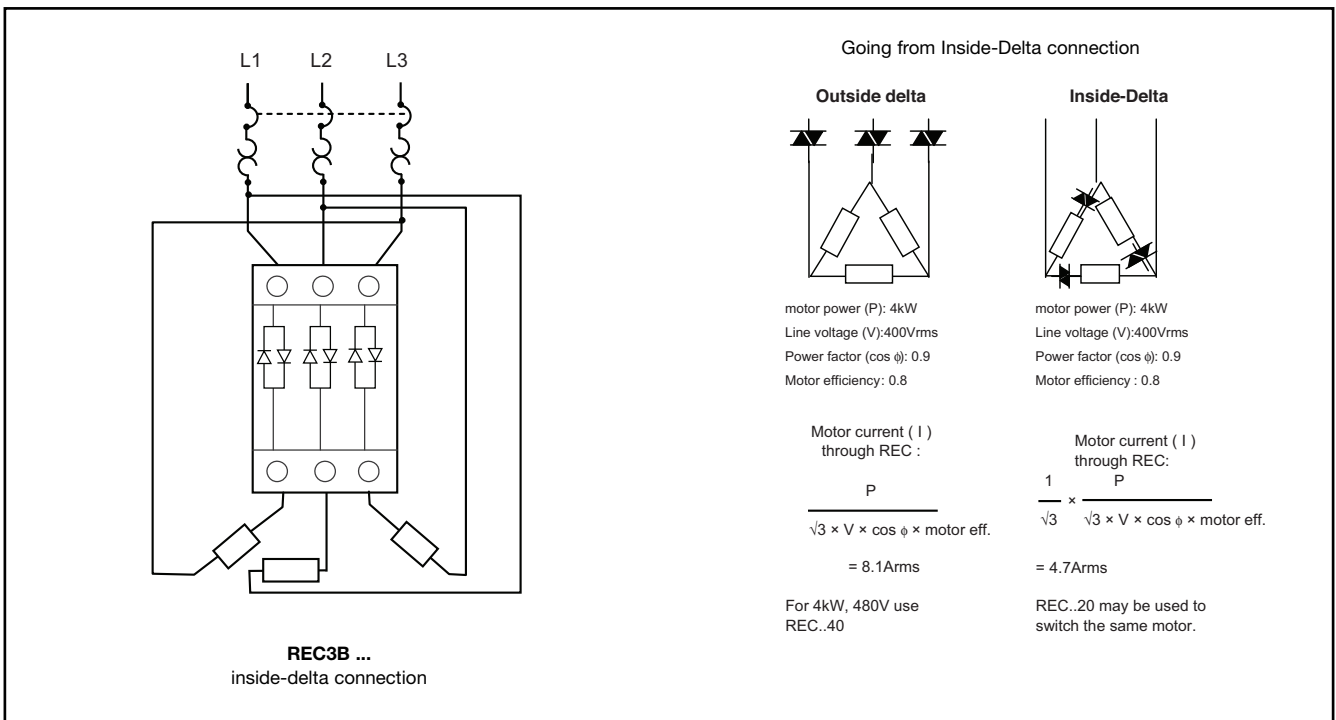 L1 L2 L3
REC3B ...
inside-delta connection
Going from Inside-Delta connection
Outside delta
motor power (P): 4kW
Line voltage (V):400Vrms
Power factor (cos ϕ): 0.9
Motor efficiency: 0.8
Motor current ( I )
through REC :
P
√3 × V × cos ϕ × motor eff.
= 8.1Arms
For 4kW, 480V use
REC..40
Inside-Delta
motor power (P): 4kW
Line voltage (V):400Vrms
Power factor (cos ϕ): 0.9
Motor efficiency : 0.8
Motor current ( I )
through REC:
1 P
√3 × √3 × V × cos ϕ × motor eff.
= 4.7Arms
REC..20 may be used to
switch the same motor.